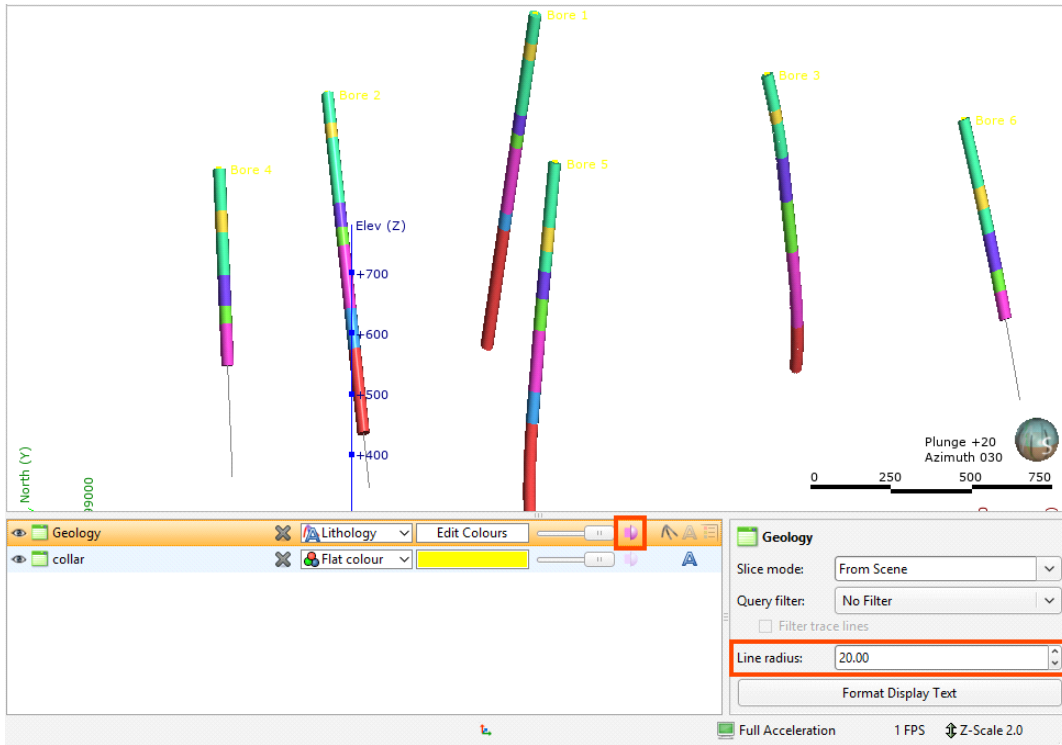 Bore 1
Bore 3
Bore 2
Bore 6
Bore 4
Bore 5
Elev (Z)
+700
+600
+500
+400
North (Y)
99000
Plunge +20
Azimuth 030
0 250 500 750
S
Geology Lithology Edit Colours
collar Flat colour
Geology
Slice mode: From Scene
Query filter: No Filter
Filter trace lines
Line radius: 20.00
Format Display Text
Full Acceleration 1 FPS Z-Scale 2.0